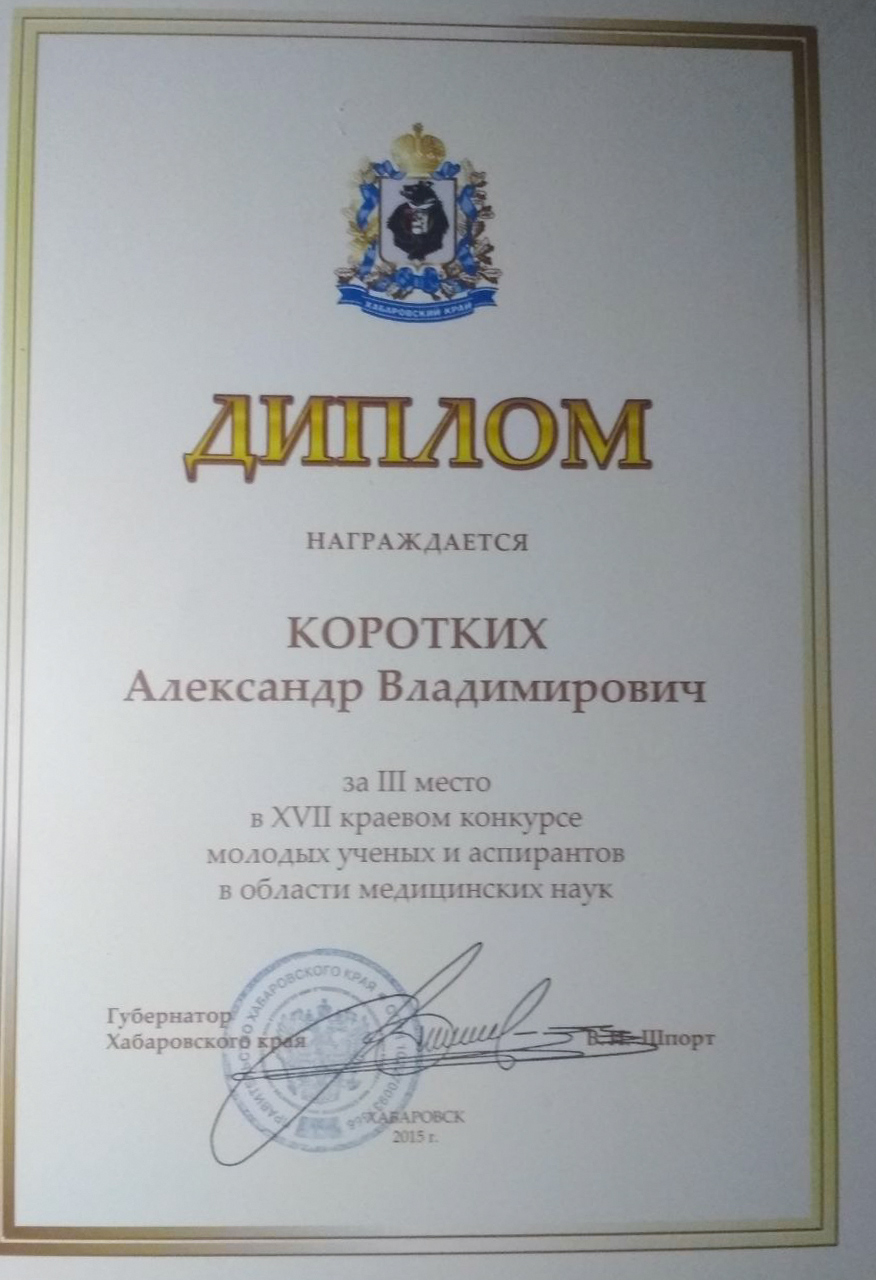 ХАБАРОВСКИЙ КРАЙ
ДИПЛОМ
НАГРАЖДАЕТСЯ
КОРОТКИХ
Александр Владимирович
за III место
в XVII краевом конкурсе
молодых ученых и аспирантов
в области медицинских наук
Губернатор
Хабаровского края
В. И. Шпорт
ХАБАРОВСКОГО КРАЯ
ХАБАРОВСК
2015 г.